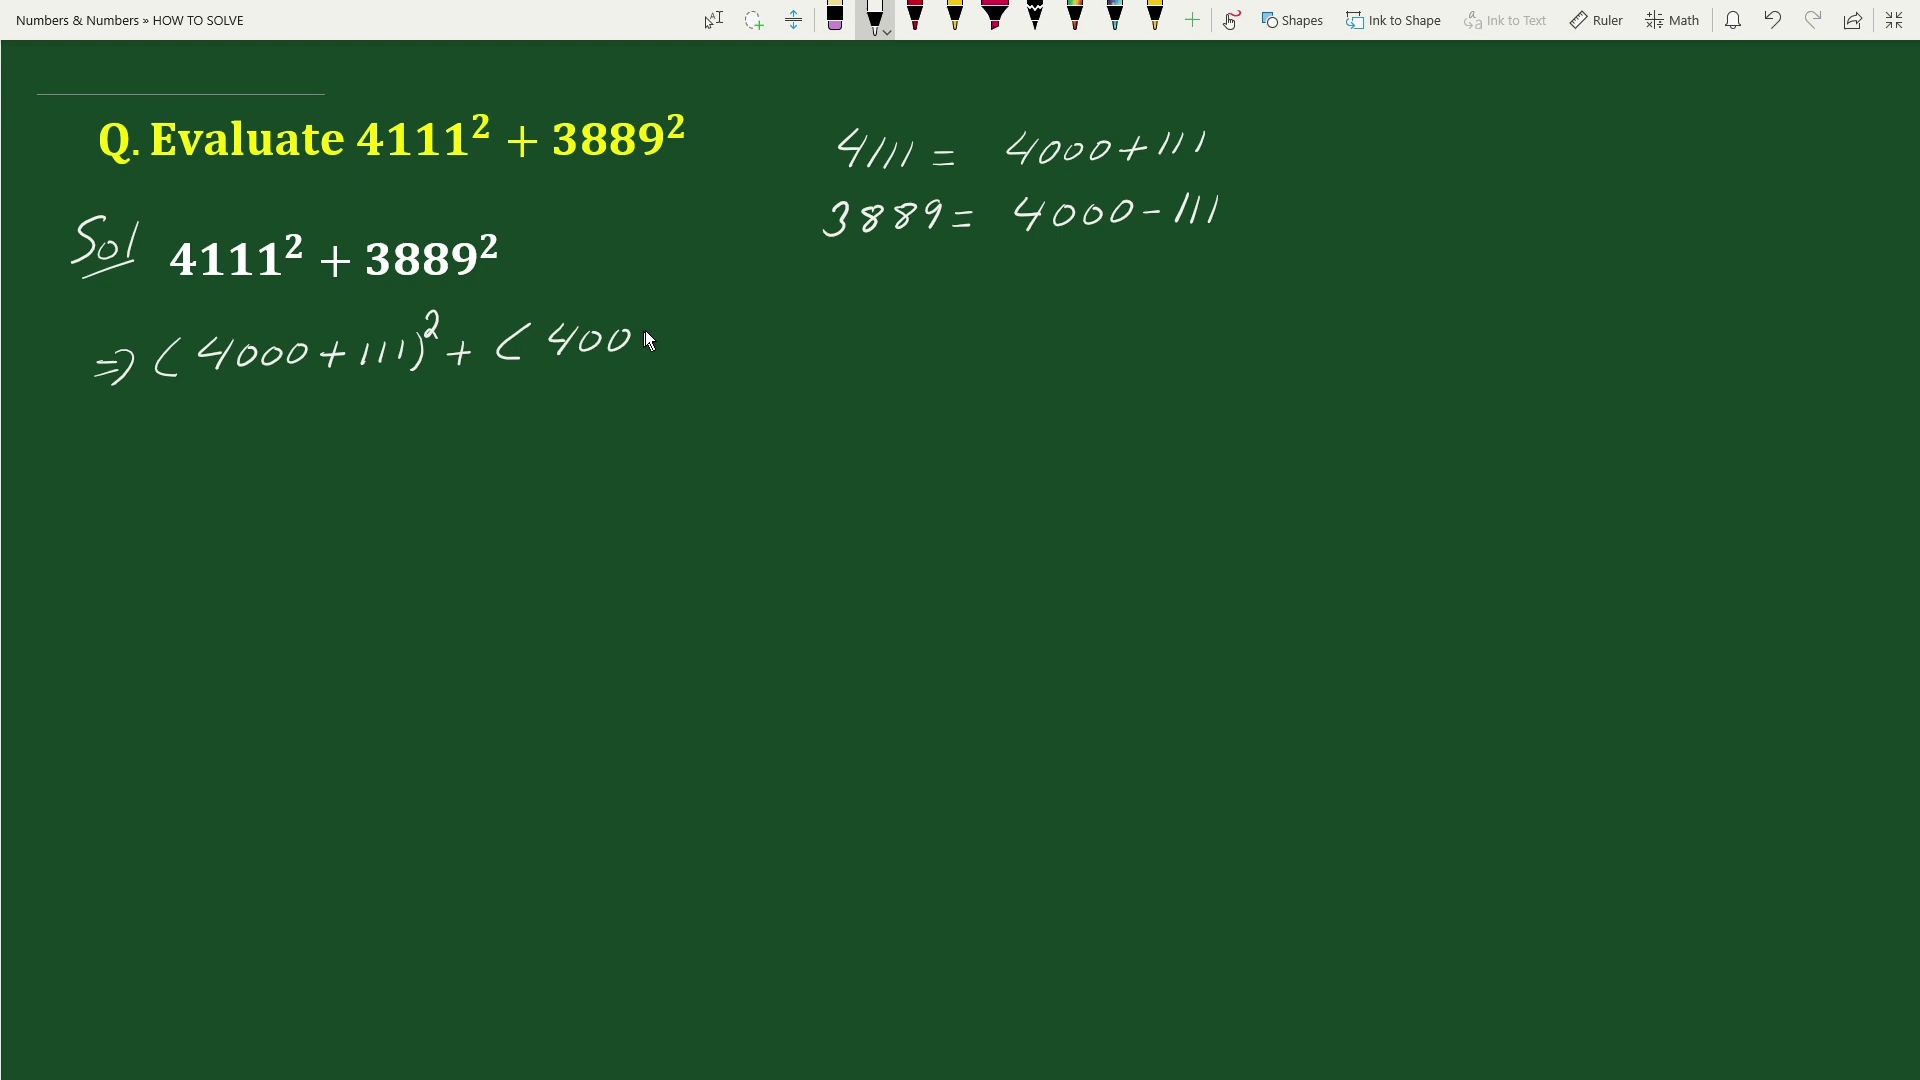 Numbers & Numbers » HOW TO SOLVE
Shapes Ink to Shape Ink to Text Ruler Math
Q. Evaluate 4111² + 3889²
4111 = 4000 + 111
3889 = 4000 - 111
Sol 4111² + 3889²
⇒ ( 4000 + 111 )² + ( 400